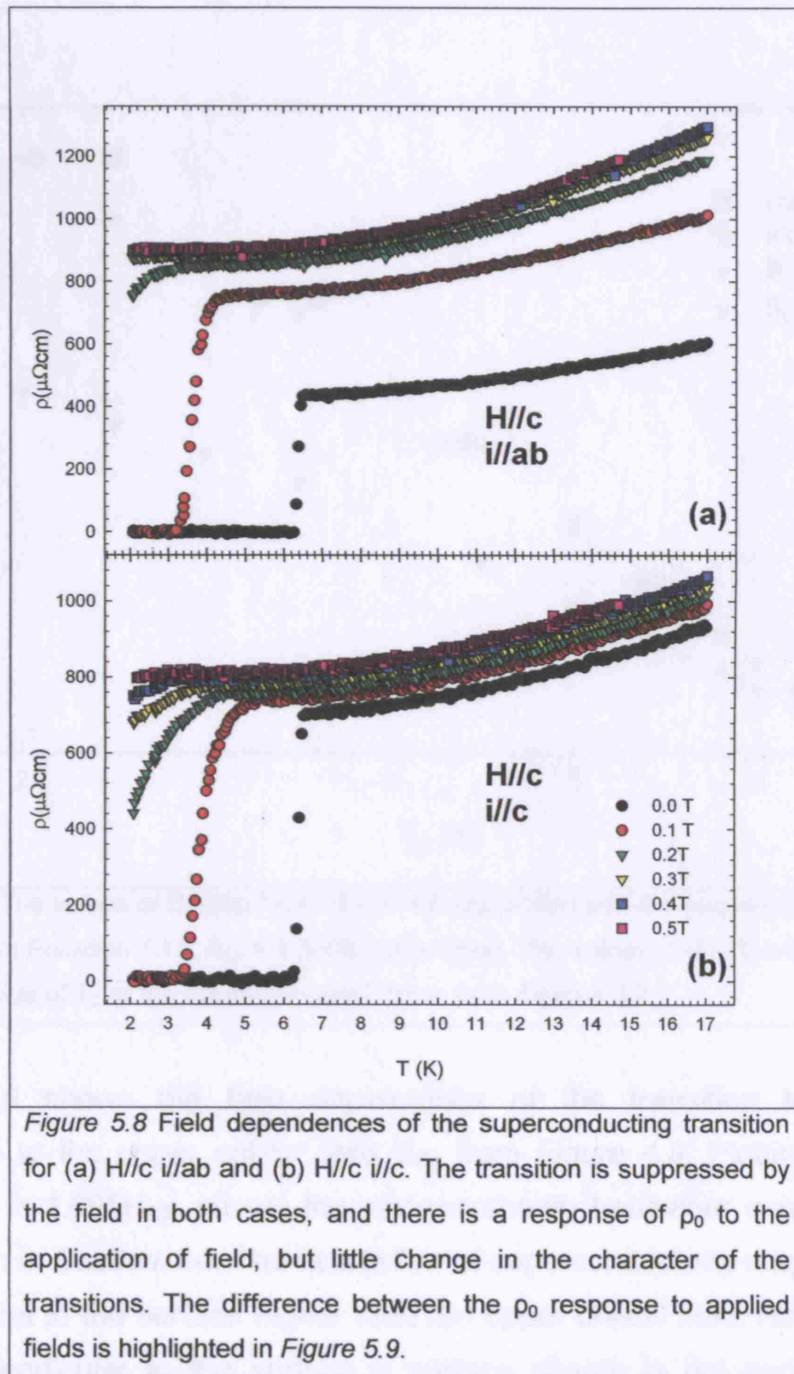 1200
1000
800
600
400
200
0
ρ(μΩcm)
H//c
i//ab
(a)
1000
800
600
400
200
0
ρ(μΩcm)
H//c
i//c
0.0 T
0.1 T
0.2T
0.3T
0.4T
0.5T
(b)
2 3 4 5 6 7 8 9 10 11 12 13 14 15 16 17
T (K)
Figure 5.8 Field dependences of the superconducting transition
for (a) H//c i//ab and (b) H//c i//c. The transition is suppressed by
the field in both cases, and there is a response of ρ0 to the
application of field, but little change in the character of the
transitions. The difference between the ρ0 response to applied
fields is highlighted in Figure 5.9.